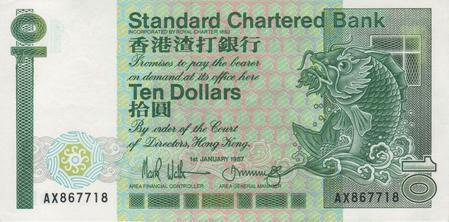 Standard Chartered Bank
INCORPORATED BY ROYAL CHARTER 1853
香港渣打銀行
Promises to pay the bearer
on demand at its office here
Ten Dollars
拾圓
By order of the Court
of Directors, Hong Kong.
1st JANUARY 1987
AREA FINANCIAL CONTROLLER AREA GENERAL MANAGER
AX867718
AX867718
10
10